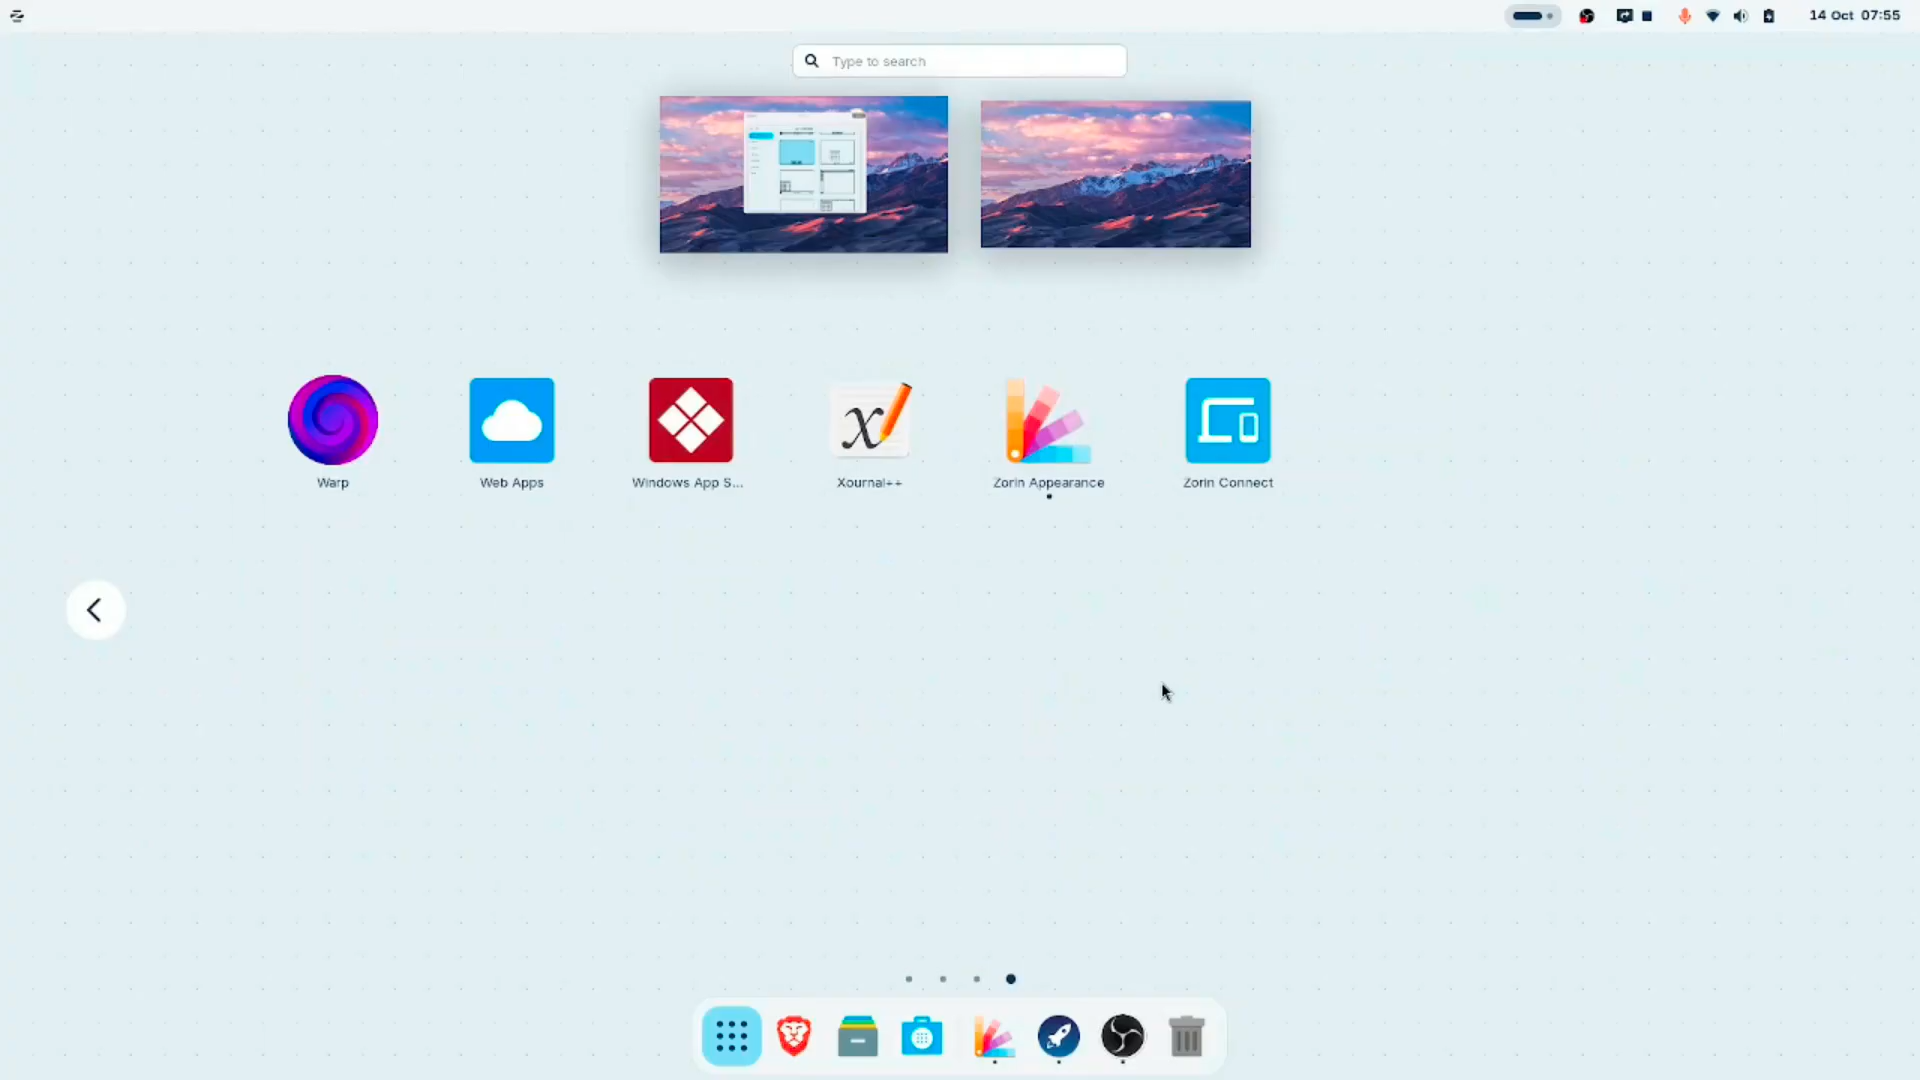 14 Oct 07:55
Type to search
Warp
Web Apps
Windows App S...
Xournal++
Zorin Appearance
Zorin Connect